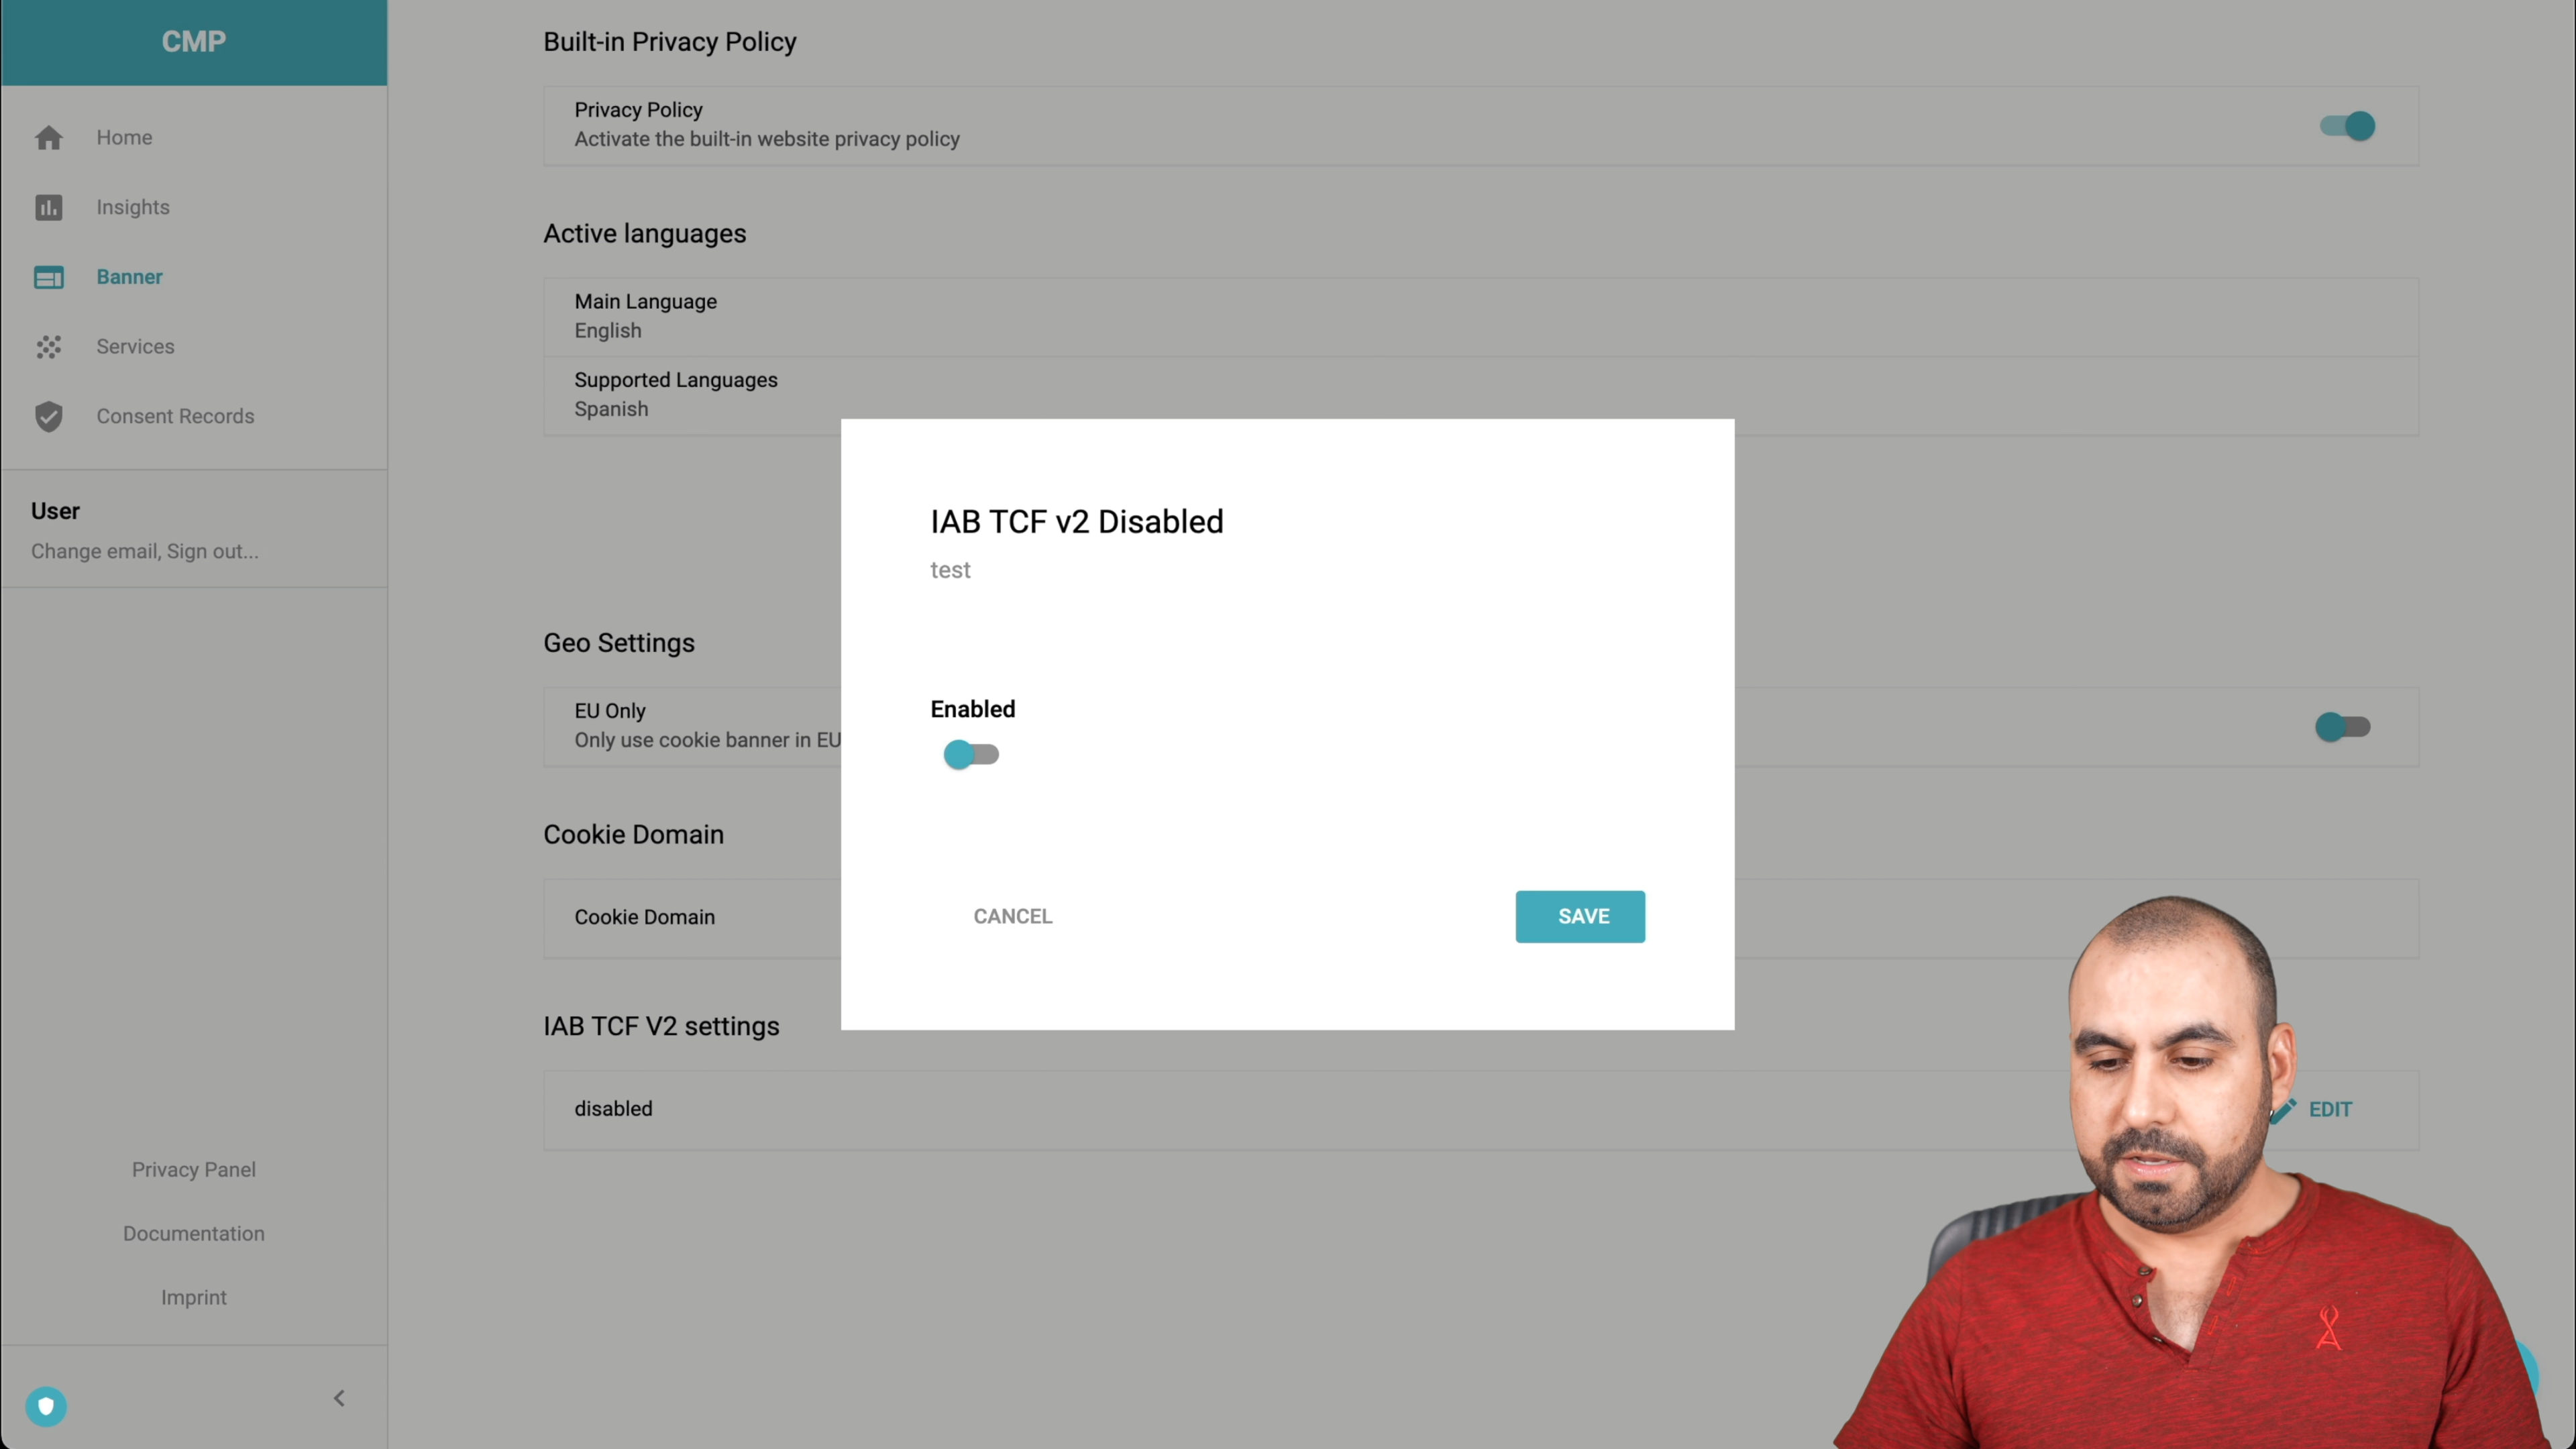 CMP
Home
Insights
Banner
Services
Consent Records
User
Change email, Sign out...
Privacy Panel
Documentation
Imprint
Built-in Privacy Policy
Privacy Policy
Activate the built-in website privacy policy
Active languages
Main Language
English
Supported Languages
Spanish
Geo Settings
EU Only
Only use cookie banner in EU
Cookie Domain
Cookie Domain
IAB TCF V2 settings
disabled
EDIT
IAB TCF v2 Disabled
test
Enabled
CANCEL
SAVE